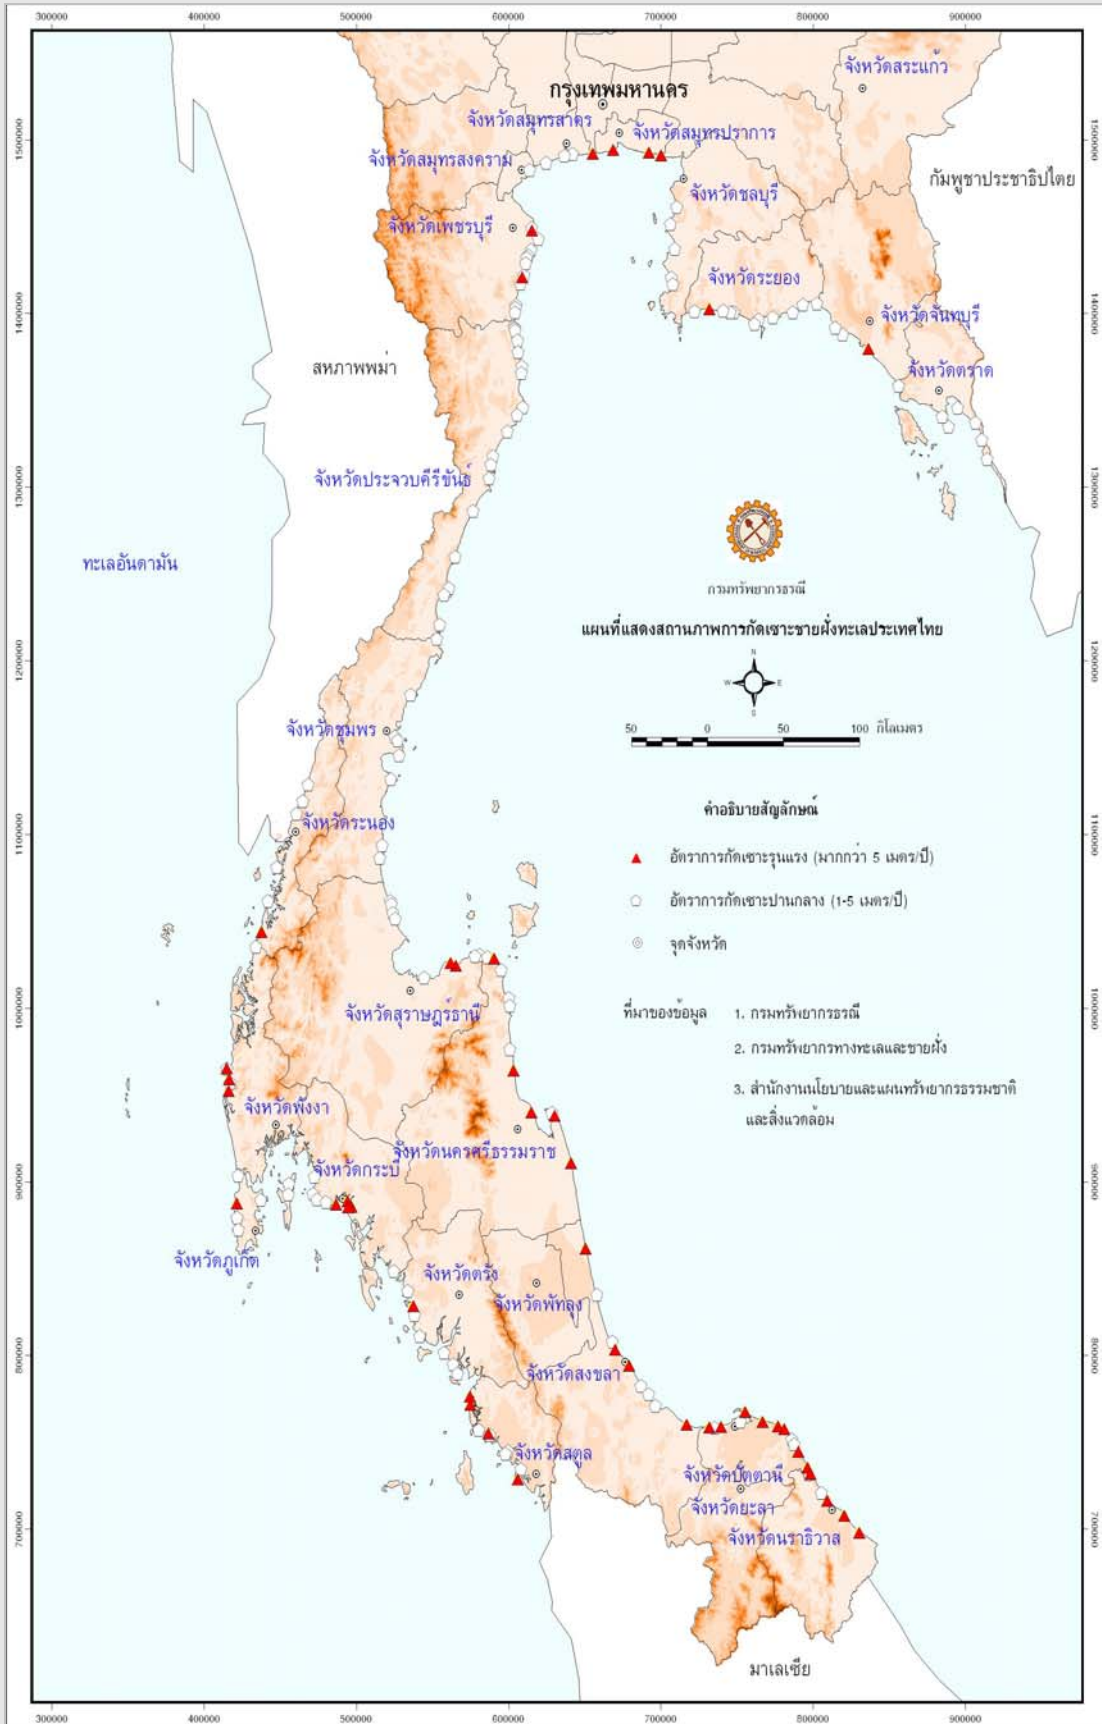 300000 400000 500000 600000 700000 800000 900000
จังหวัดสระแก้ว
กรุงเทพมหานคร
จังหวัดสมุทรสาคร
จังหวัดสมุทรปราการ
1500000 1500000
จังหวัดสมุทรสงคราม
กัมพูชาประชาธิปไตย
จังหวัดชลบุรี
จังหวัดเพชรบุรี
จังหวัดระยอง
1400000 1400000
จังหวัดจันทบุรี
สหภาพพม่า
จังหวัดตราด
จังหวัดประจวบคีรีขันธ์
1300000 1300000
ทะเลอันดามัน
กรมทรัพยากรธรณี
แผนที่แสดงสถานภาพการกัดเซาะชายฝั่งทะเลประเทศไทย
N
W E
S
1200000 1200000
จังหวัดชุมพร
50 0 50 100 กิโลเมตร
คำอธิบายสัญลักษณ์
จังหวัดระนอง
1100000 1100000
อัตราการกัดเซาะรุนแรง (มากกว่า 5 เมตร/ปี)
อัตราการกัดเซาะปานกลาง (1-5 เมตร/ปี)
จุดจังหวัด
จังหวัดสุราษฎร์ธานี
1000000 1000000
ที่มาของข้อมูล 1. กรมทรัพยากรธรณี
2. กรมทรัพยากรทางทะเลและชายฝั่ง
3. สำนักงานนโยบายและแผนทรัพยากรธรรมชาติ
และสิ่งแวดล้อม
จังหวัดพังงา
จังหวัดนครศรีธรรมราช
จังหวัดกระบี่
900000 900000
จังหวัดภูเก็ต
จังหวัดตรัง
จังหวัดพัทลุง
800000 800000
จังหวัดสงขลา
จังหวัดสตูล
จังหวัดปัตตานี
จังหวัดยะลา
700000 700000
จังหวัดนราธิวาส
มาเลเซีย
300000 400000 500000 600000 700000 800000 900000